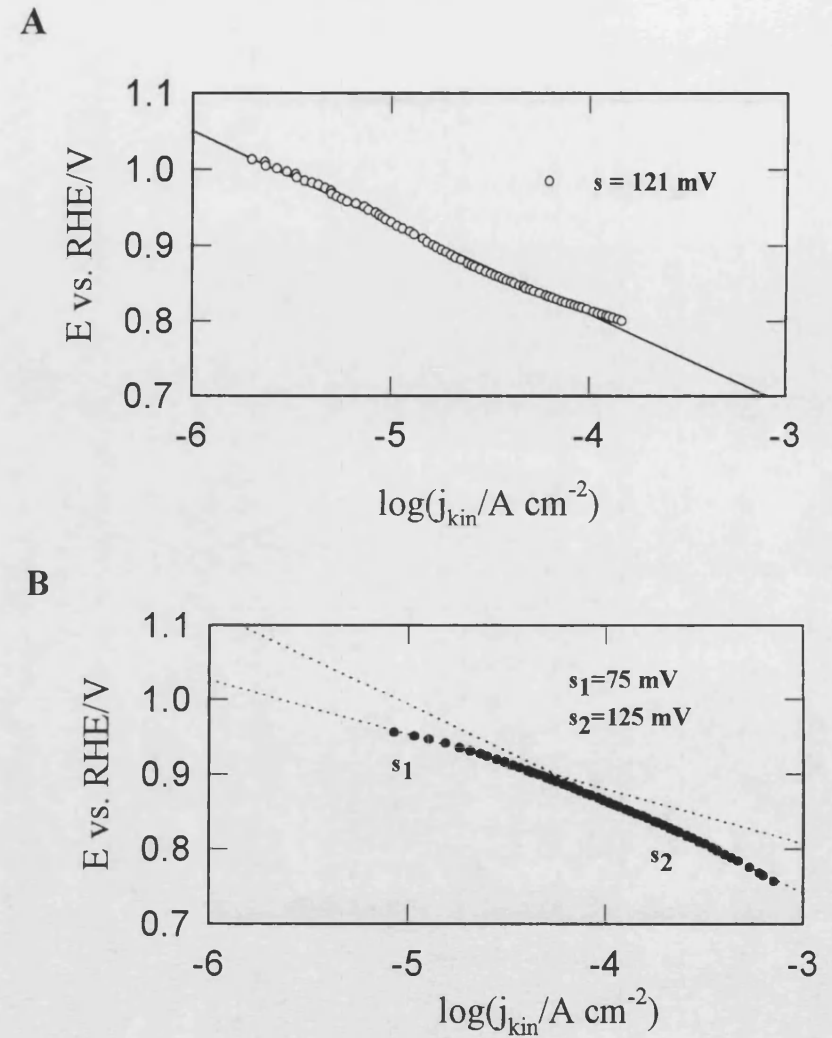 A
1.1
1.0
0.9
0.8
0.7
E vs. RHE/V
s = 121 mV
-6 -5 -4 -3
log(j_kin/A cm⁻²)
B
1.1
1.0
0.9
0.8
0.7
E vs. RHE/V
s₁=75 mV
s₂=125 mV
s₁
s₂
-6 -5 -4 -3
log(j_kin/A cm⁻²)